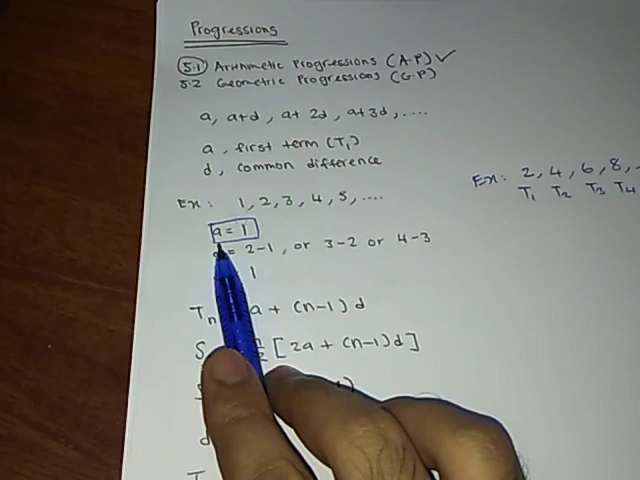 Progressions
5.1 Arithmetic Progressions (A.P) ✓
5.2 Geometric Progressions (G.P)
a, a+d, a+ 2d, a+3d, .....
a, first term (T₁)
d, common difference
Ex: 1, 2, 3, 4, 5, ....
a = 1
= 2-1, or 3-2 or 4-3
1
Tn a + (n-1) d
S [2a + (n-1) d]
d
T
Ex: 2, 4, 6, 8,
T₁ T₂ T₃ T₄